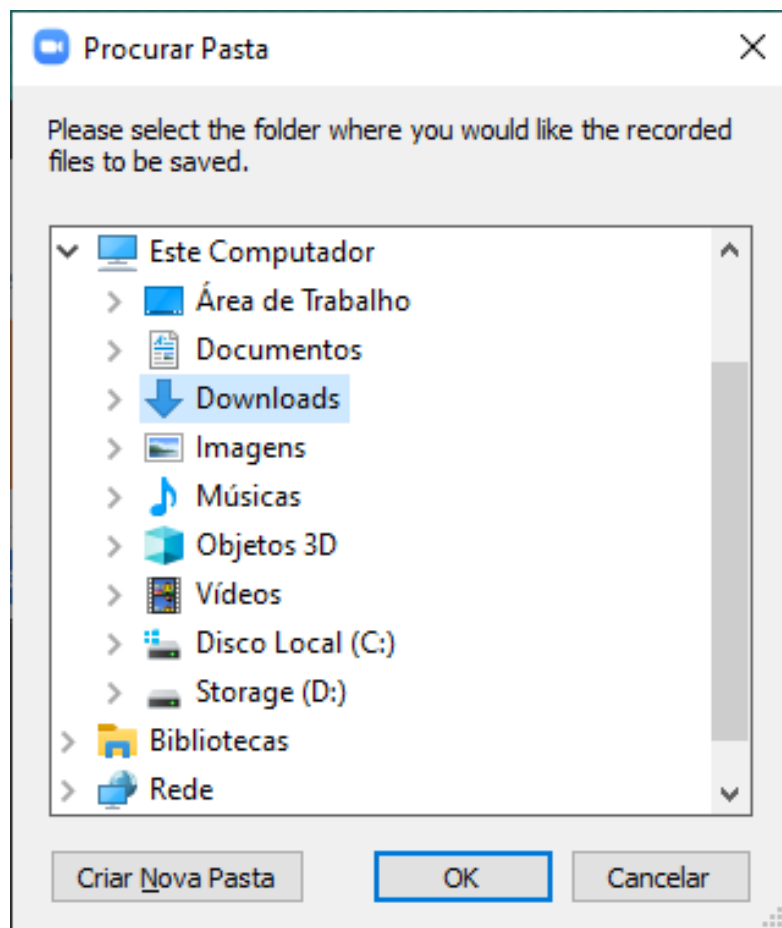 Procurar Pasta
Please select the folder where you would like the recorded
files to be saved.
Este Computador
Área de Trabalho
Documentos
Downloads
Imagens
Músicas
Objetos 3D
Vídeos
Disco Local (C:)
Storage (D:)
Bibliotecas
Rede
Criar Nova Pasta
OK
Cancelar